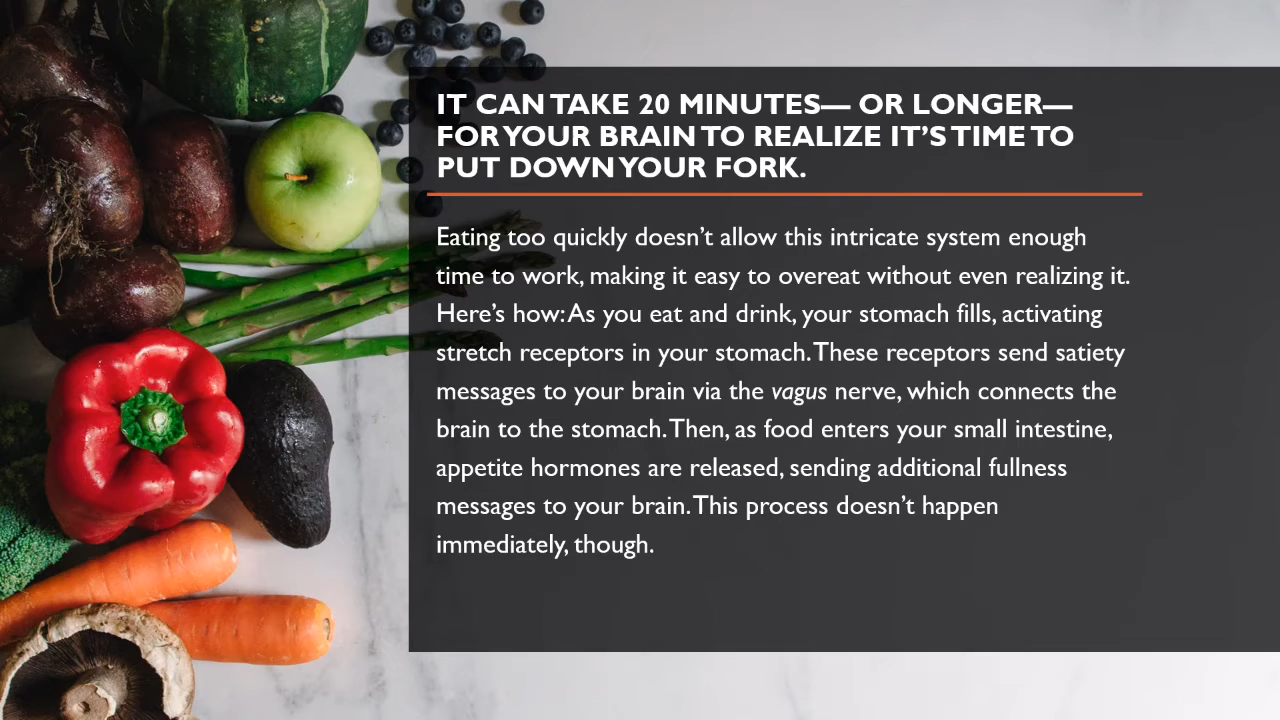 IT CAN TAKE 20 MINUTES— OR LONGER—
FOR YOUR BRAIN TO REALIZE IT’S TIME TO
PUT DOWN YOUR FORK.
Eating too quickly doesn’t allow this intricate system enough
time to work, making it easy to overeat without even realizing it.
Here’s how: As you eat and drink, your stomach fills, activating
stretch receptors in your stomach. These receptors send satiety
messages to your brain via the vagus nerve, which connects the
brain to the stomach. Then, as food enters your small intestine,
appetite hormones are released, sending additional fullness
messages to your brain. This process doesn’t happen
immediately, though.